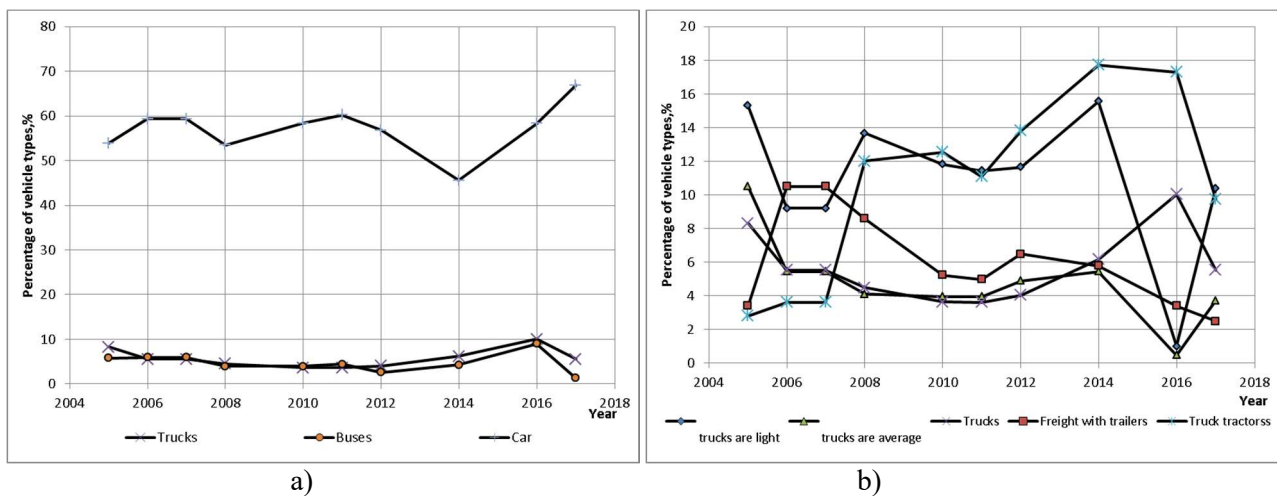 80
70
60
50
40
30
20
10
0
Percentage of vehicle types,%
2004 2006 2008 2010 2012 2014 2016 2018
Year
Trucks Buses Car
a)
20
18
16
14
12
10
8
6
4
2
0
Percentage of vehicle types,%
2004 2006 2008 2010 2012 2014 2016 2018
Year
trucks are light trucks are average Trucks Freight with trailers Truck tractorss
b)